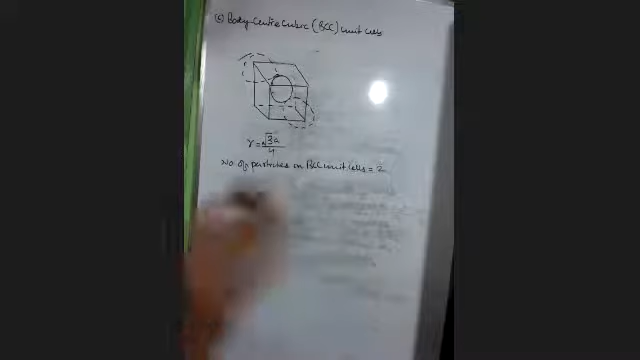 (c) Body Centre Cubic (BCC) unit cells
r = √3a/4
No of particles in BCC unit cells = 2